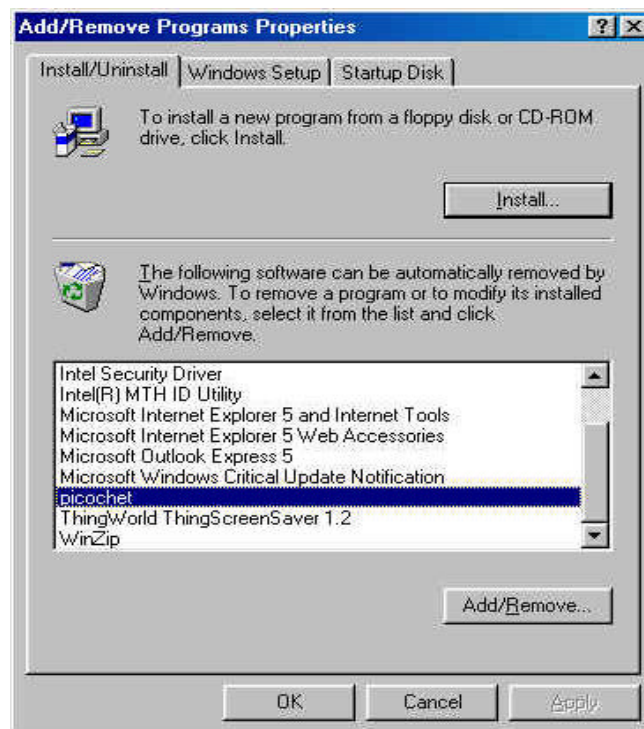 Add/Remove Programs Properties
Install/Uninstall Windows Setup Startup Disk
To install a new program from a floppy disk or CD-ROM
drive, click Install.
Install...
The following software can be automatically removed by
Windows. To remove a program or to modify its installed
components, select it from the list and click
Add/Remove.
Intel Security Driver
Intel(R) MTH ID Utility
Microsoft Internet Explorer 5 and Internet Tools
Microsoft Internet Explorer 5 Web Accessories
Microsoft Outlook Express 5
Microsoft Windows Critical Update Notification
picochet
ThingWorld ThingScreenSaver 1.2
WinZip
Add/Remove...
OK Cancel Apply